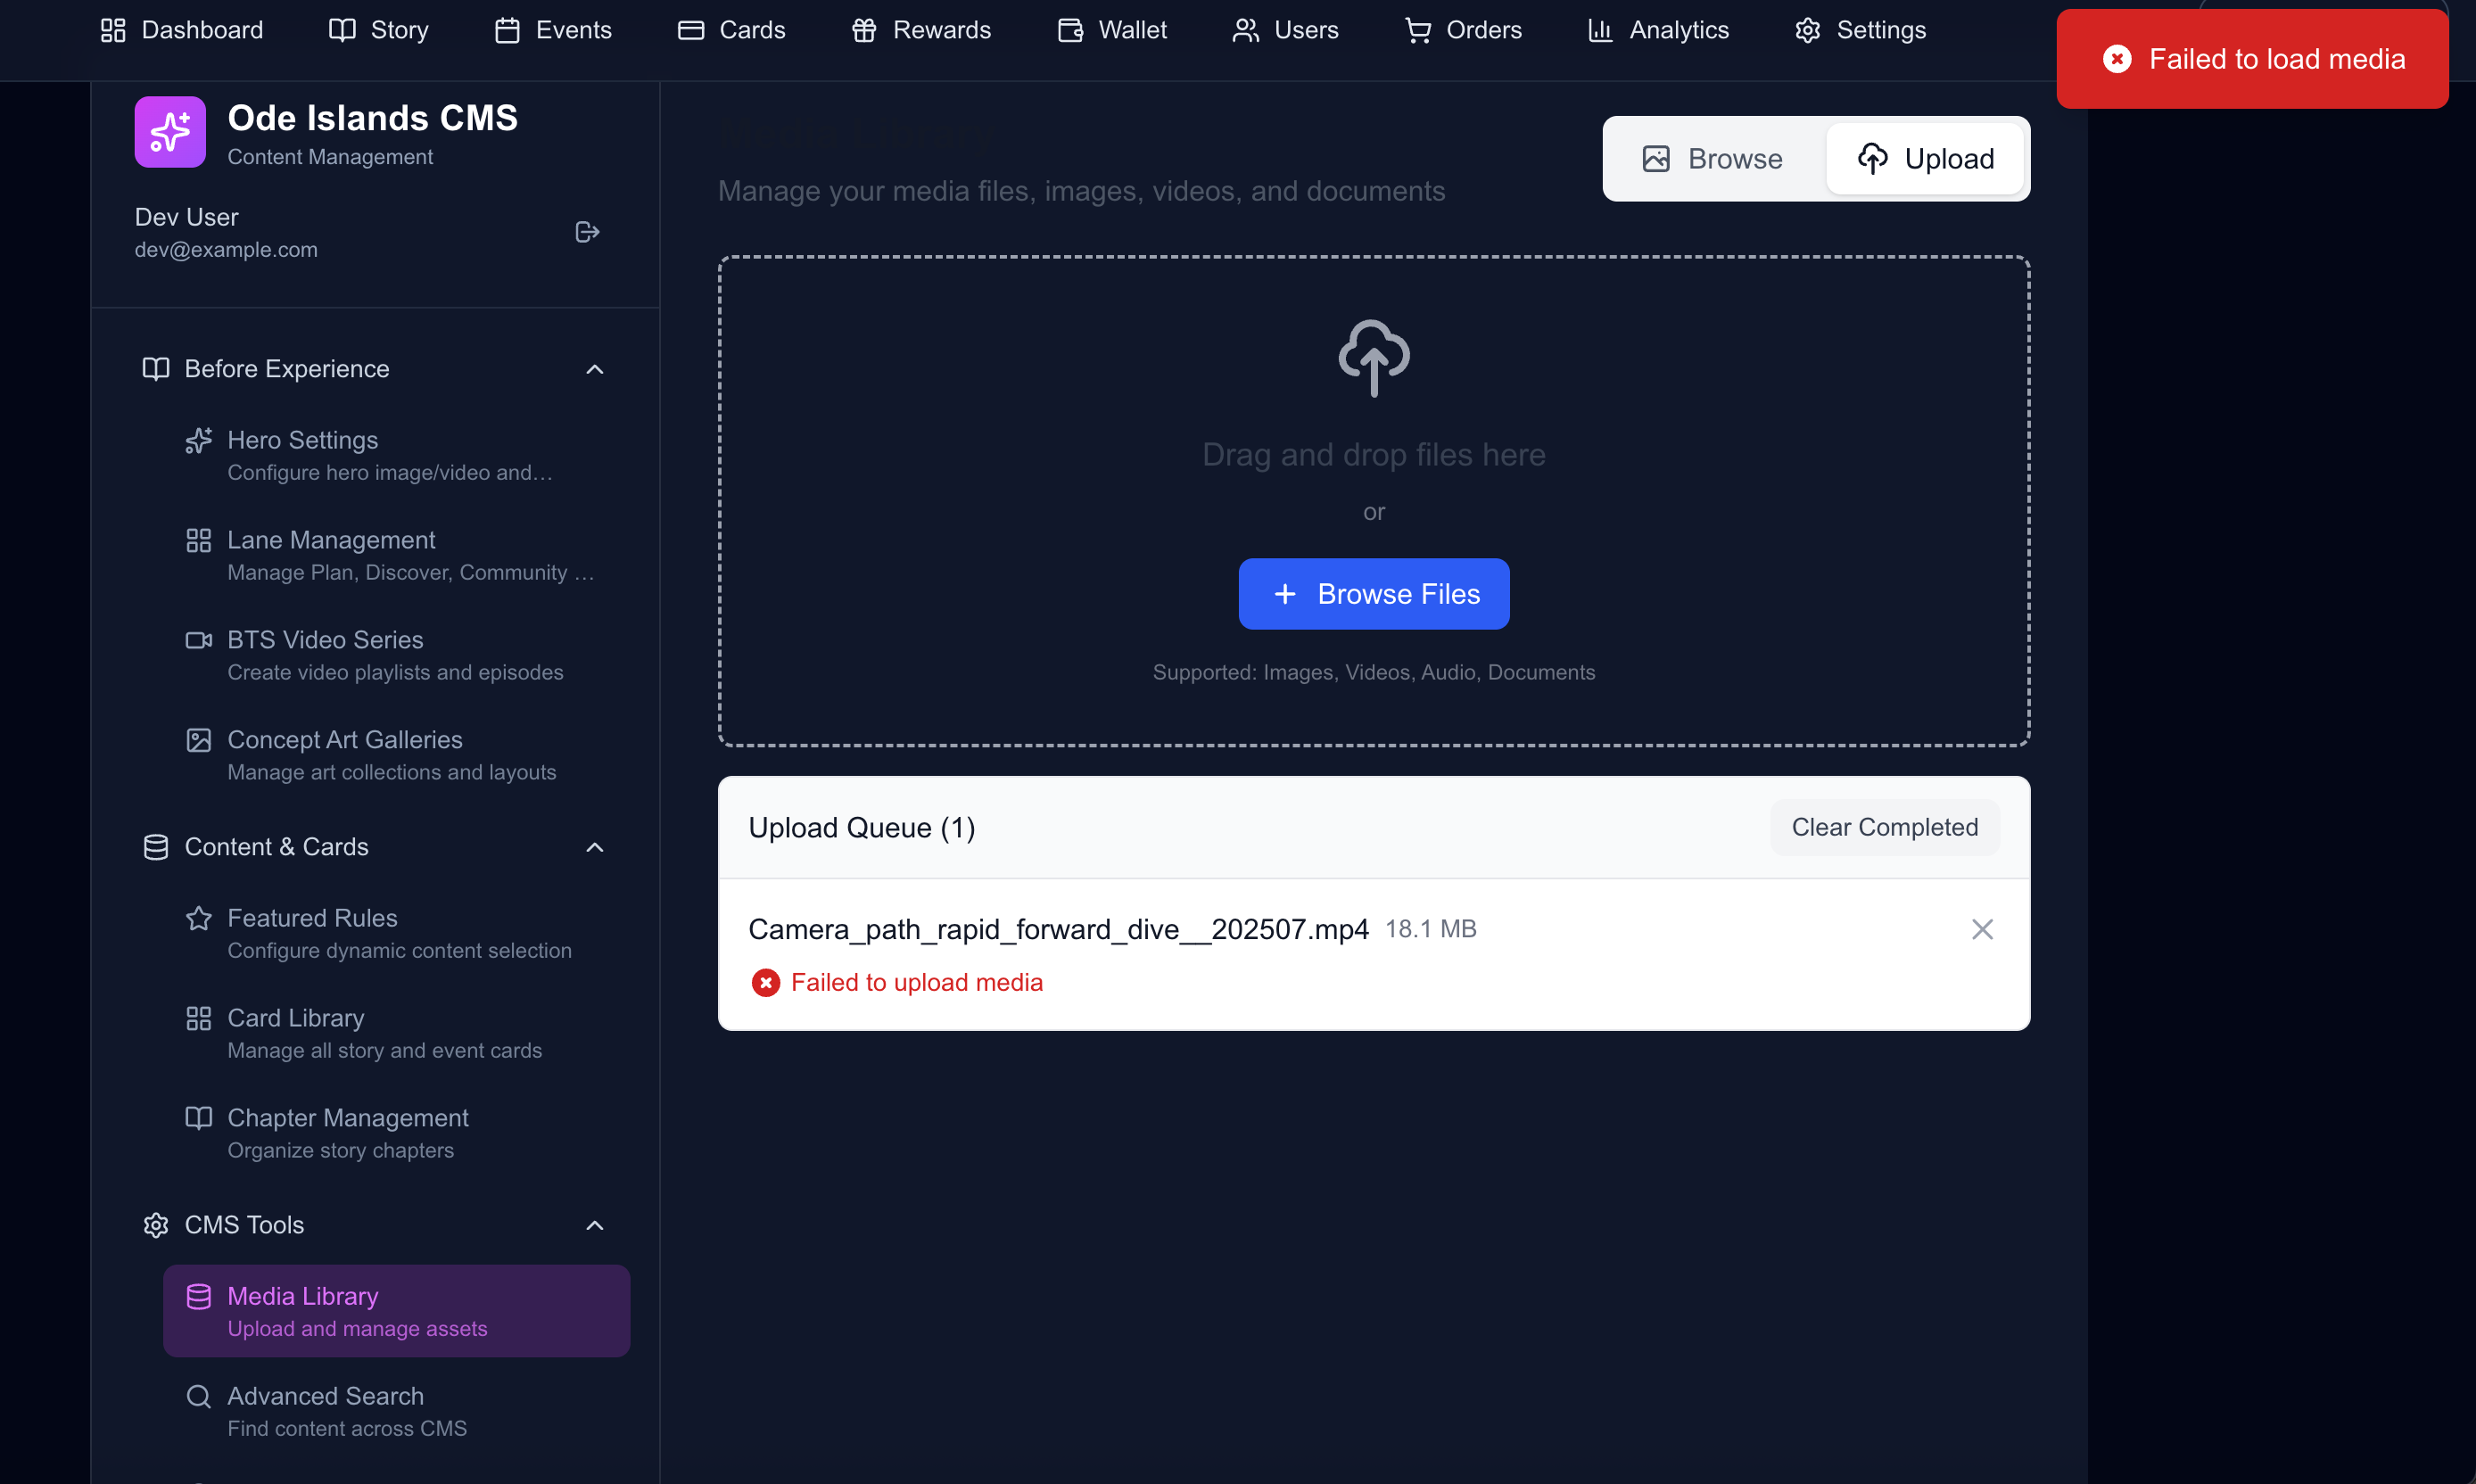 Dashboard
Story
Events
Cards
Rewards
Wallet
Users
Orders
Analytics
Settings
Failed to load media
Ode Islands CMS
Content Management
Dev User
dev@example.com
Before Experience
Hero Settings
Configure hero image/video and…
Lane Management
Manage Plan, Discover, Community …
BTS Video Series
Create video playlists and episodes
Concept Art Galleries
Manage art collections and layouts
Content & Cards
Featured Rules
Configure dynamic content selection
Card Library
Manage all story and event cards
Chapter Management
Organize story chapters
CMS Tools
Media Library
Upload and manage assets
Advanced Search
Find content across CMS
Media Library
Manage your media files, images, videos, and documents
Browse
Upload
Drag and drop files here
or
Browse Files
Supported: Images, Videos, Audio, Documents
Upload Queue (1)
Clear Completed
Camera_path_rapid_forward_dive__202507.mp4 18.1 MB
Failed to upload media